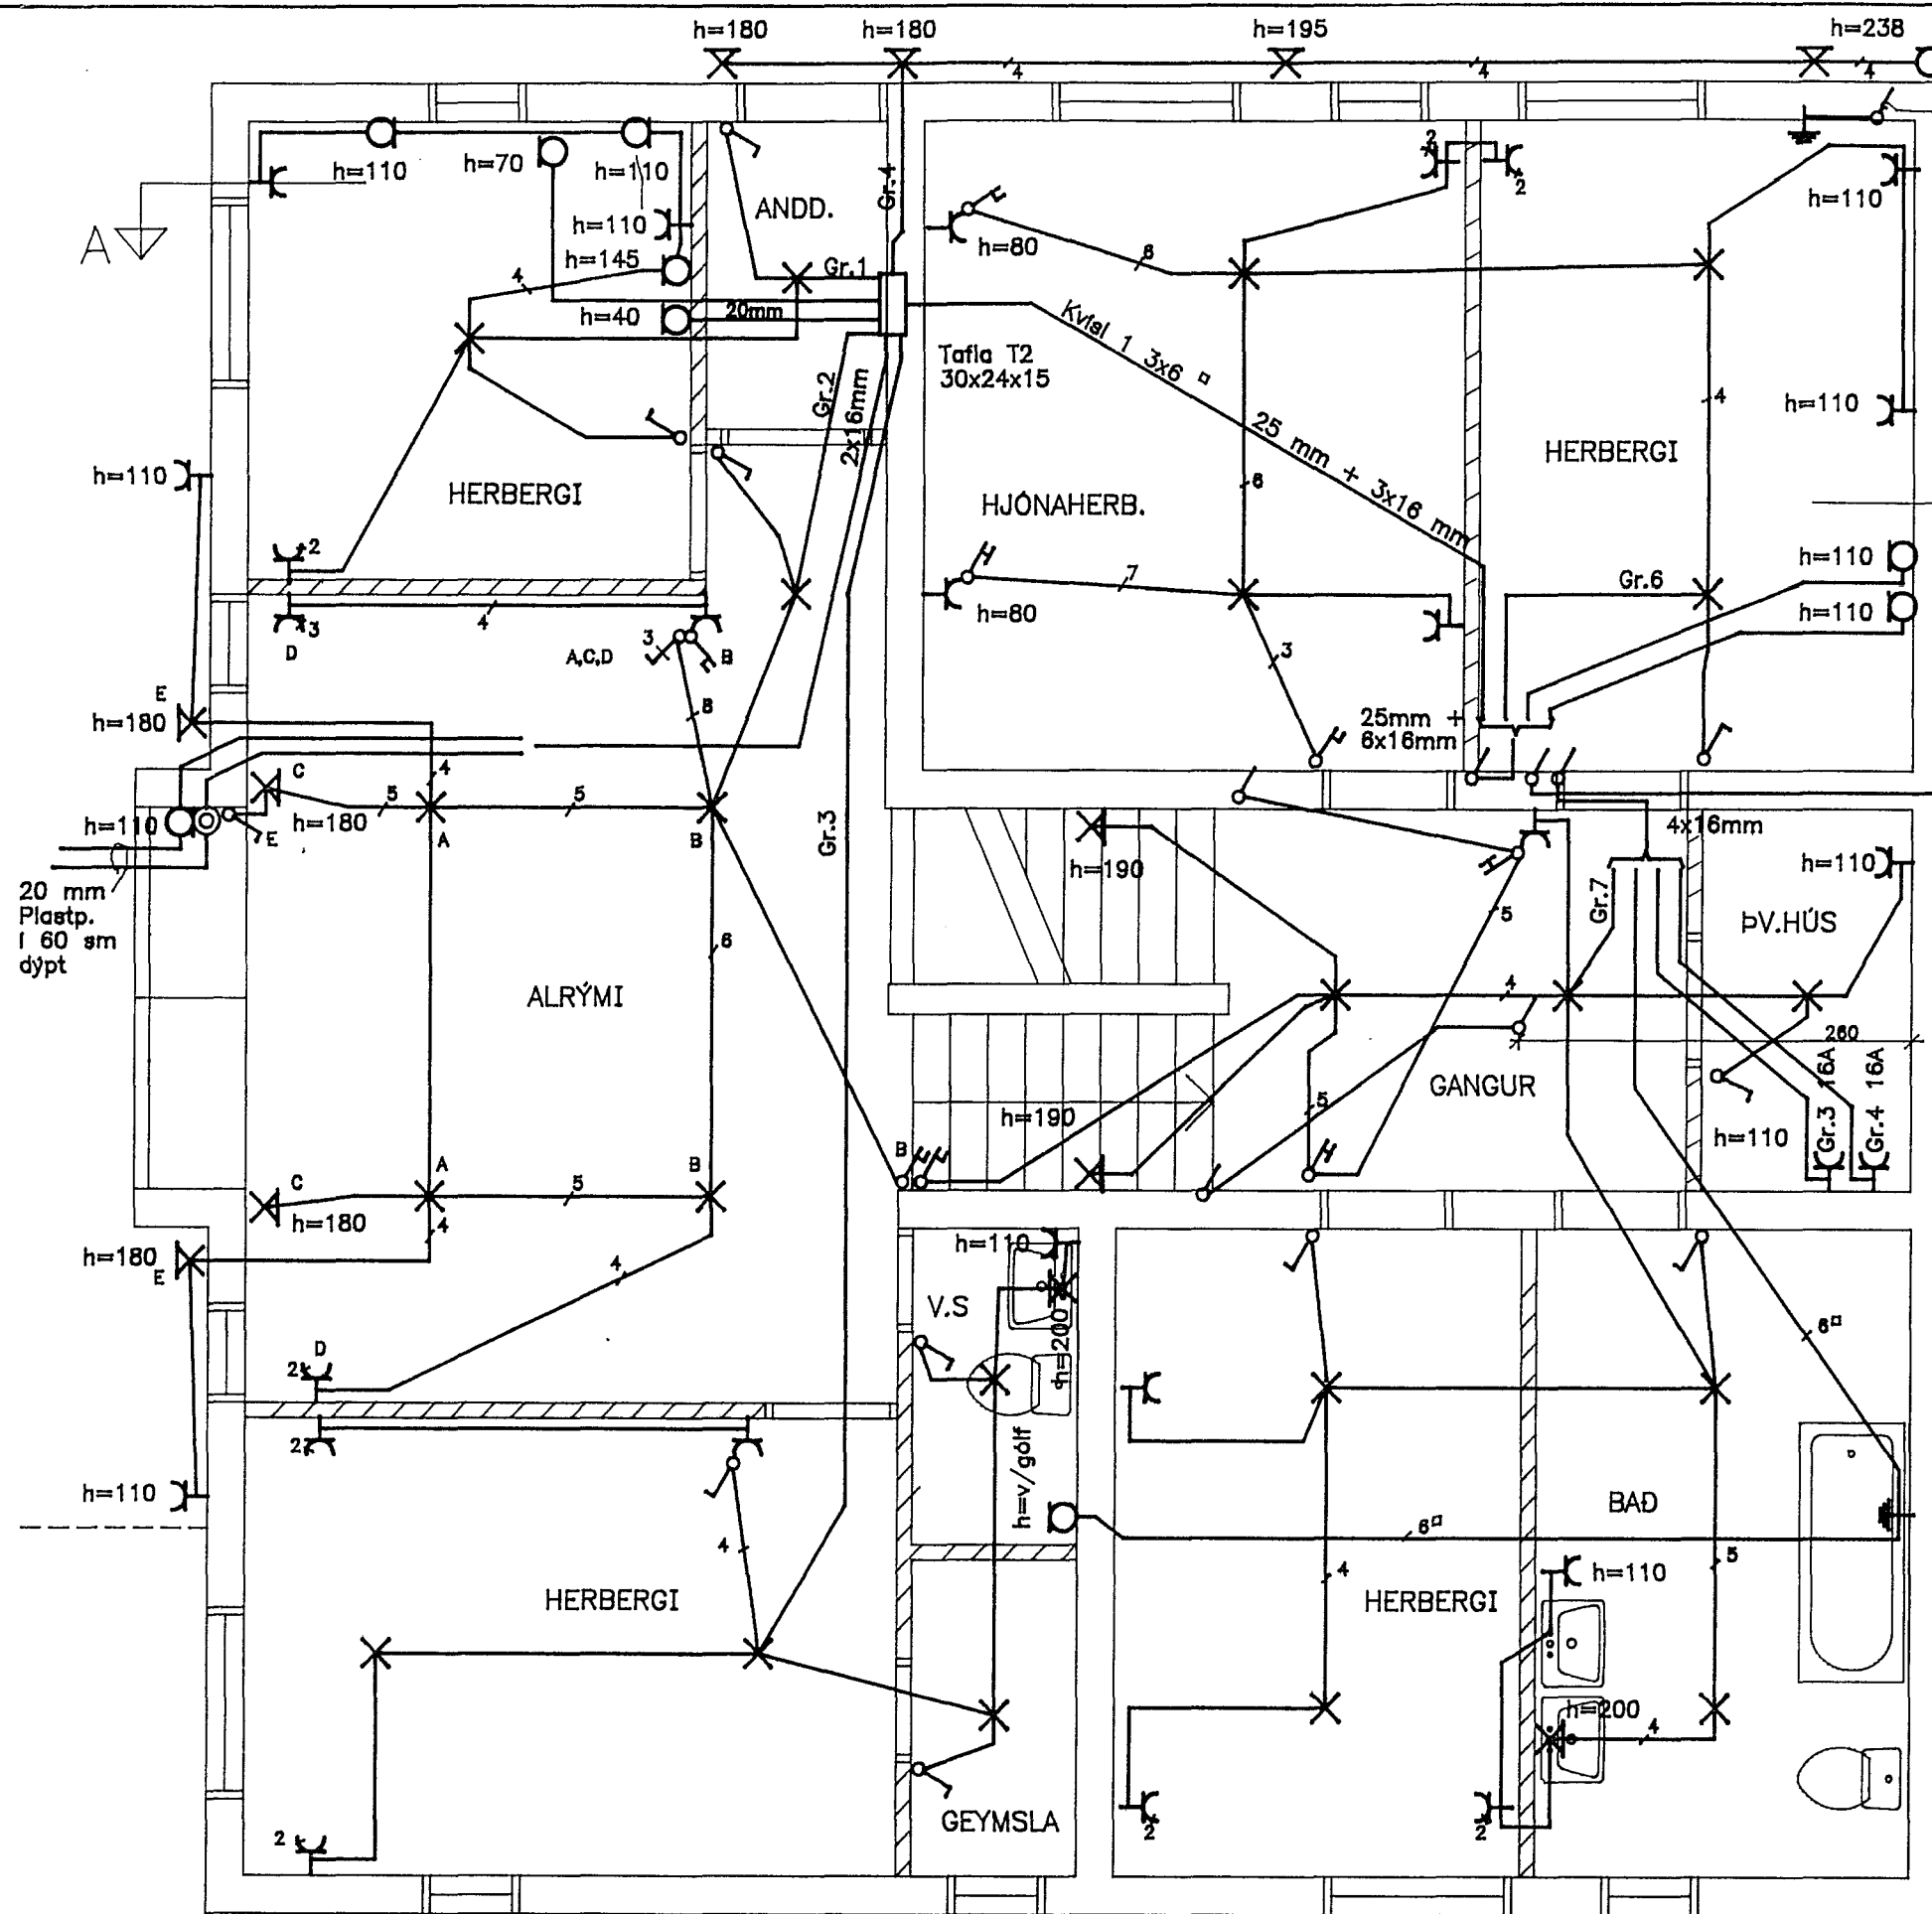 h=180
h=180
h=195
h=238
4
4
4
h=110
h=70
h=110
2
2
h=110
ANDD.
Gr.4
h=110
h=80
A
h=145
4
Gr.1
6
h=40
20mm
Kvísl 1 3x6 □
Tafla T2
30x24x15
Gr.2
2x16mm
4
h=110
25 mm + 3x16 mm
HERBERGI
h=110
HERBERGI
HJÓNAHERB.
6
2
h=110
Gr.6
7
h=80
h=110
3
D
4
A,C,D
3
B
3
E
h=180
8
25mm +
6x16mm
C
4
5
5
h=180
h=110
E
A
B
Gr.3
h=190
4x16mm
h=110
20 mm
Plastp.
í 60 sm
dýpt
Gr.7
5
ÞV.HÚS
6
ALRÝMI
4
260
GANGUR
16A
16A
5
h=190
h=110
Gr.3
Gr.4
B
A
B
C
5
h=180
4
h=180
E
h=110
4
V.S
h=200
6□
D
2
2
h=v/gólf
h=110
BAÐ
6□
4
5
4
h=110
HERBERGI
HERBERGI
h=200
4
GEYMSLA
2
2
2